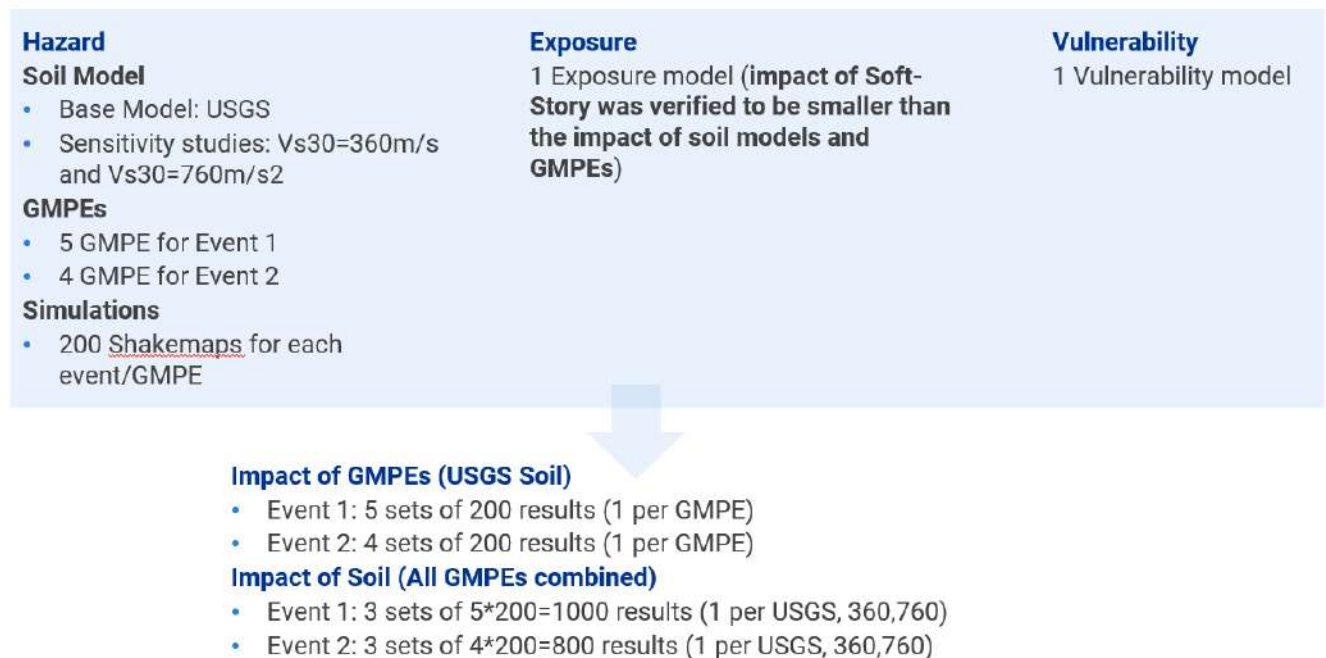 Hazard
Soil Model
• Base Model: USGS
• Sensitivity studies: Vs30=360m/s
and Vs30=760m/s2
GMPEs
• 5 GMPE for Event 1
• 4 GMPE for Event 2
Simulations
• 200 Shakemaps for each
event/GMPE
Exposure
1 Exposure model (impact of Soft-
Story was verified to be smaller than
the impact of soil models and
GMPEs)
Vulnerability
1 Vulnerability model
Impact of GMPEs (USGS Soil)
• Event 1: 5 sets of 200 results (1 per GMPE)
• Event 2: 4 sets of 200 results (1 per GMPE)
Impact of Soil (All GMPEs combined)
• Event 1: 3 sets of 5*200=1000 results (1 per USGS, 360,760)
• Event 2: 3 sets of 4*200=800 results (1 per USGS, 360,760)